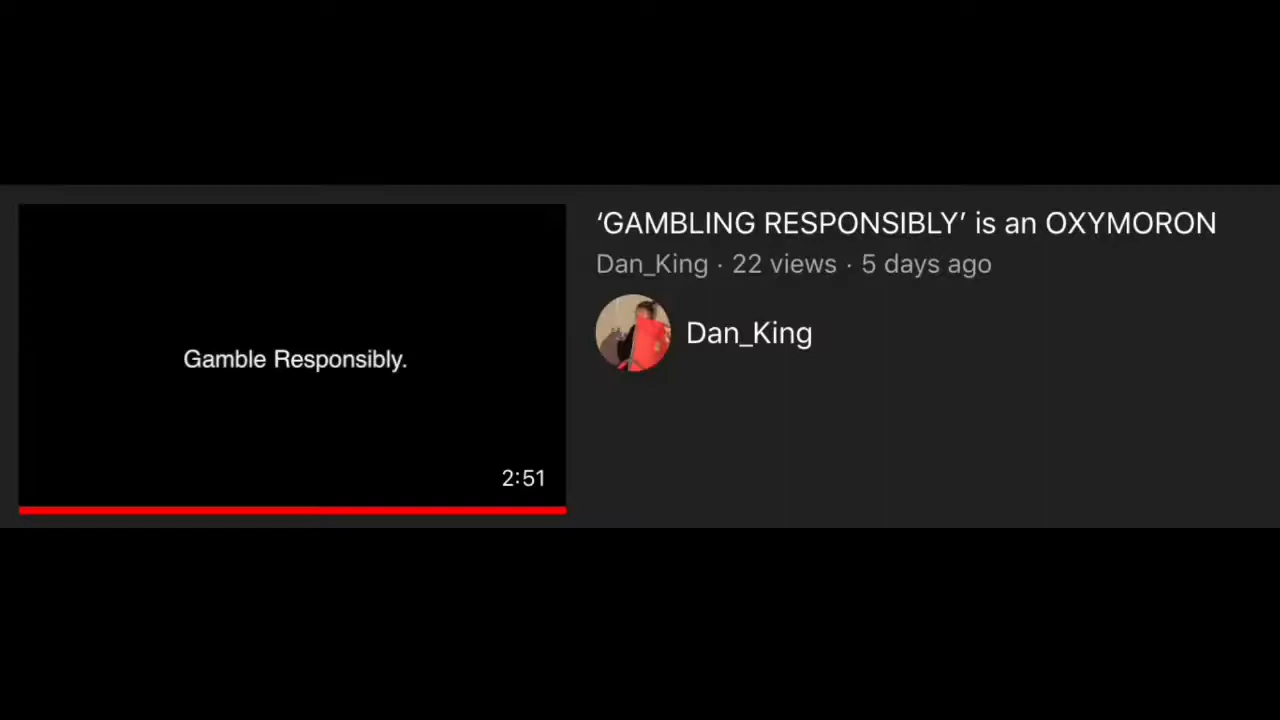 Gamble Responsibly.
2:51
‘GAMBLING RESPONSIBLY’ is an OXYMORON
Dan_King · 22 views · 5 days ago
Dan_King